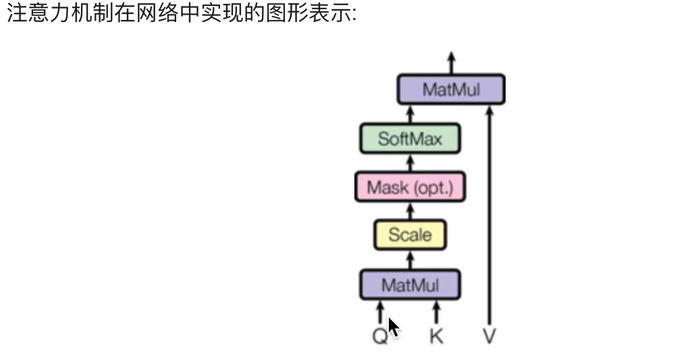 注意力机制在网络中实现的图形表示:
MatMul
SoftMax
Mask (opt.)
Scale
MatMul
Q K V